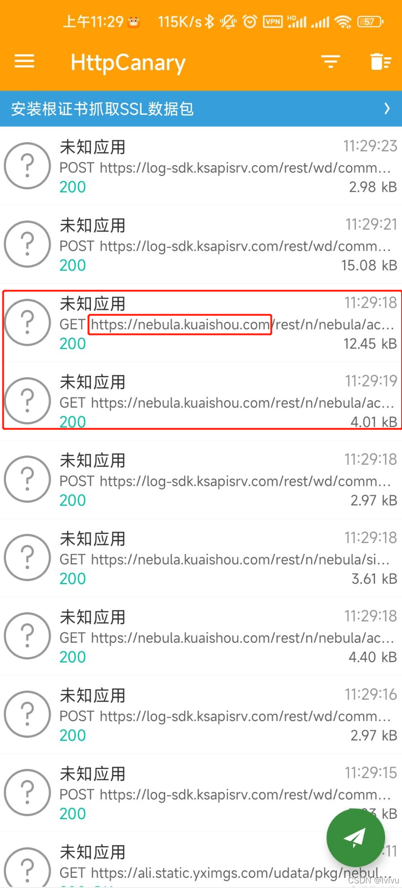 上午11:29 115K/s VPN HD 57
HttpCanary
安装根证书抓取SSL数据包
未知应用 11:29:23
POST https://log-sdk.ksapisrv.com/rest/wd/comm…
200 2.98 kB
未知应用 11:29:21
POST https://log-sdk.ksapisrv.com/rest/wd/comm…
200 15.08 kB
未知应用 11:29:18
GET https://nebula.kuaishou.com/rest/n/nebula/ac…
200 12.45 kB
未知应用 11:29:19
GET https://nebula.kuaishou.com/rest/n/nebula/ac…
200 4.01 kB
未知应用 11:29:18
POST https://log-sdk.ksapisrv.com/rest/wd/comm…
200 2.97 kB
未知应用 11:29:18
GET https://nebula.kuaishou.com/rest/n/nebula/si…
200 3.61 kB
未知应用 11:29:18
GET https://nebula.kuaishou.com/rest/n/nebula/ac…
200 4.40 kB
未知应用 11:29:16
POST https://log-sdk.ksapisrv.com/rest/wd/comm…
200 2.97 kB
未知应用 11:29:15
POST https://log-sdk.ksapisrv.com/rest/wd/comm…
200 kB
未知应用
GET https://ali.static.yximgs.com/udata/pkg/nebul…